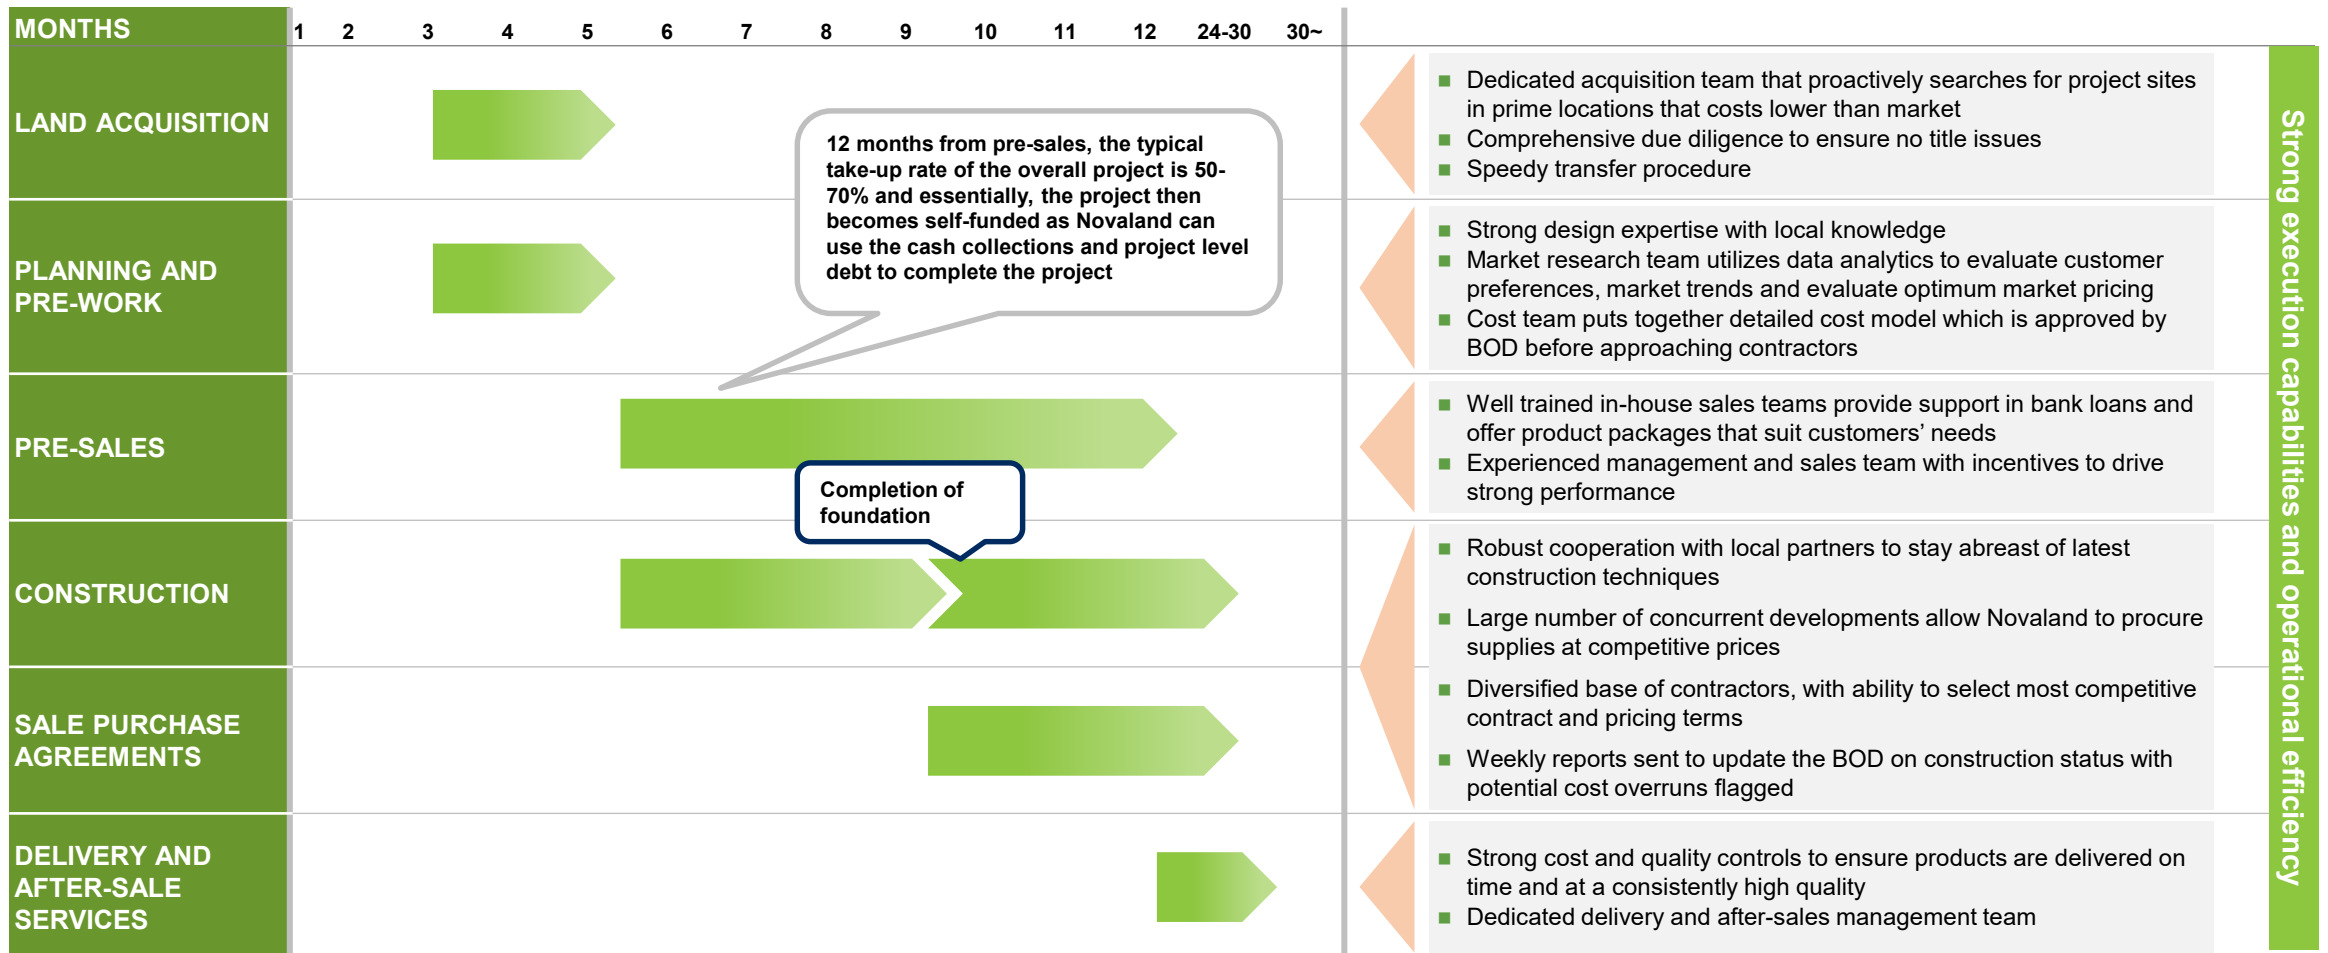 MONTHS
1 2 3 4 5 6 7 8 9 10 11 12 24-30 30~
LAND ACQUISITION
Dedicated acquisition team that proactively searches for project sites
in prime locations that costs lower than market
Comprehensive due diligence to ensure no title issues
Speedy transfer procedure
12 months from pre-sales, the typical
take-up rate of the overall project is 50-
70% and essentially, the project then
becomes self-funded as Novaland can
use the cash collections and project level
debt to complete the project
PLANNING AND
PRE-WORK
Strong design expertise with local knowledge
Market research team utilizes data analytics to evaluate customer
preferences, market trends and evaluate optimum market pricing
Cost team puts together detailed cost model which is approved by
BOD before approaching contractors
PRE-SALES
Well trained in-house sales teams provide support in bank loans and
offer product packages that suit customers’ needs
Experienced management and sales team with incentives to drive
strong performance
Completion of
foundation
CONSTRUCTION
Robust cooperation with local partners to stay abreast of latest
construction techniques
Large number of concurrent developments allow Novaland to procure
supplies at competitive prices
SALE PURCHASE
AGREEMENTS
Diversified base of contractors, with ability to select most competitive
contract and pricing terms
Weekly reports sent to update the BOD on construction status with
potential cost overruns flagged
DELIVERY AND
AFTER-SALE
SERVICES
Strong cost and quality controls to ensure products are delivered on
time and at a consistently high quality
Dedicated delivery and after-sales management team
Strong execution capabilities and operational efficiency